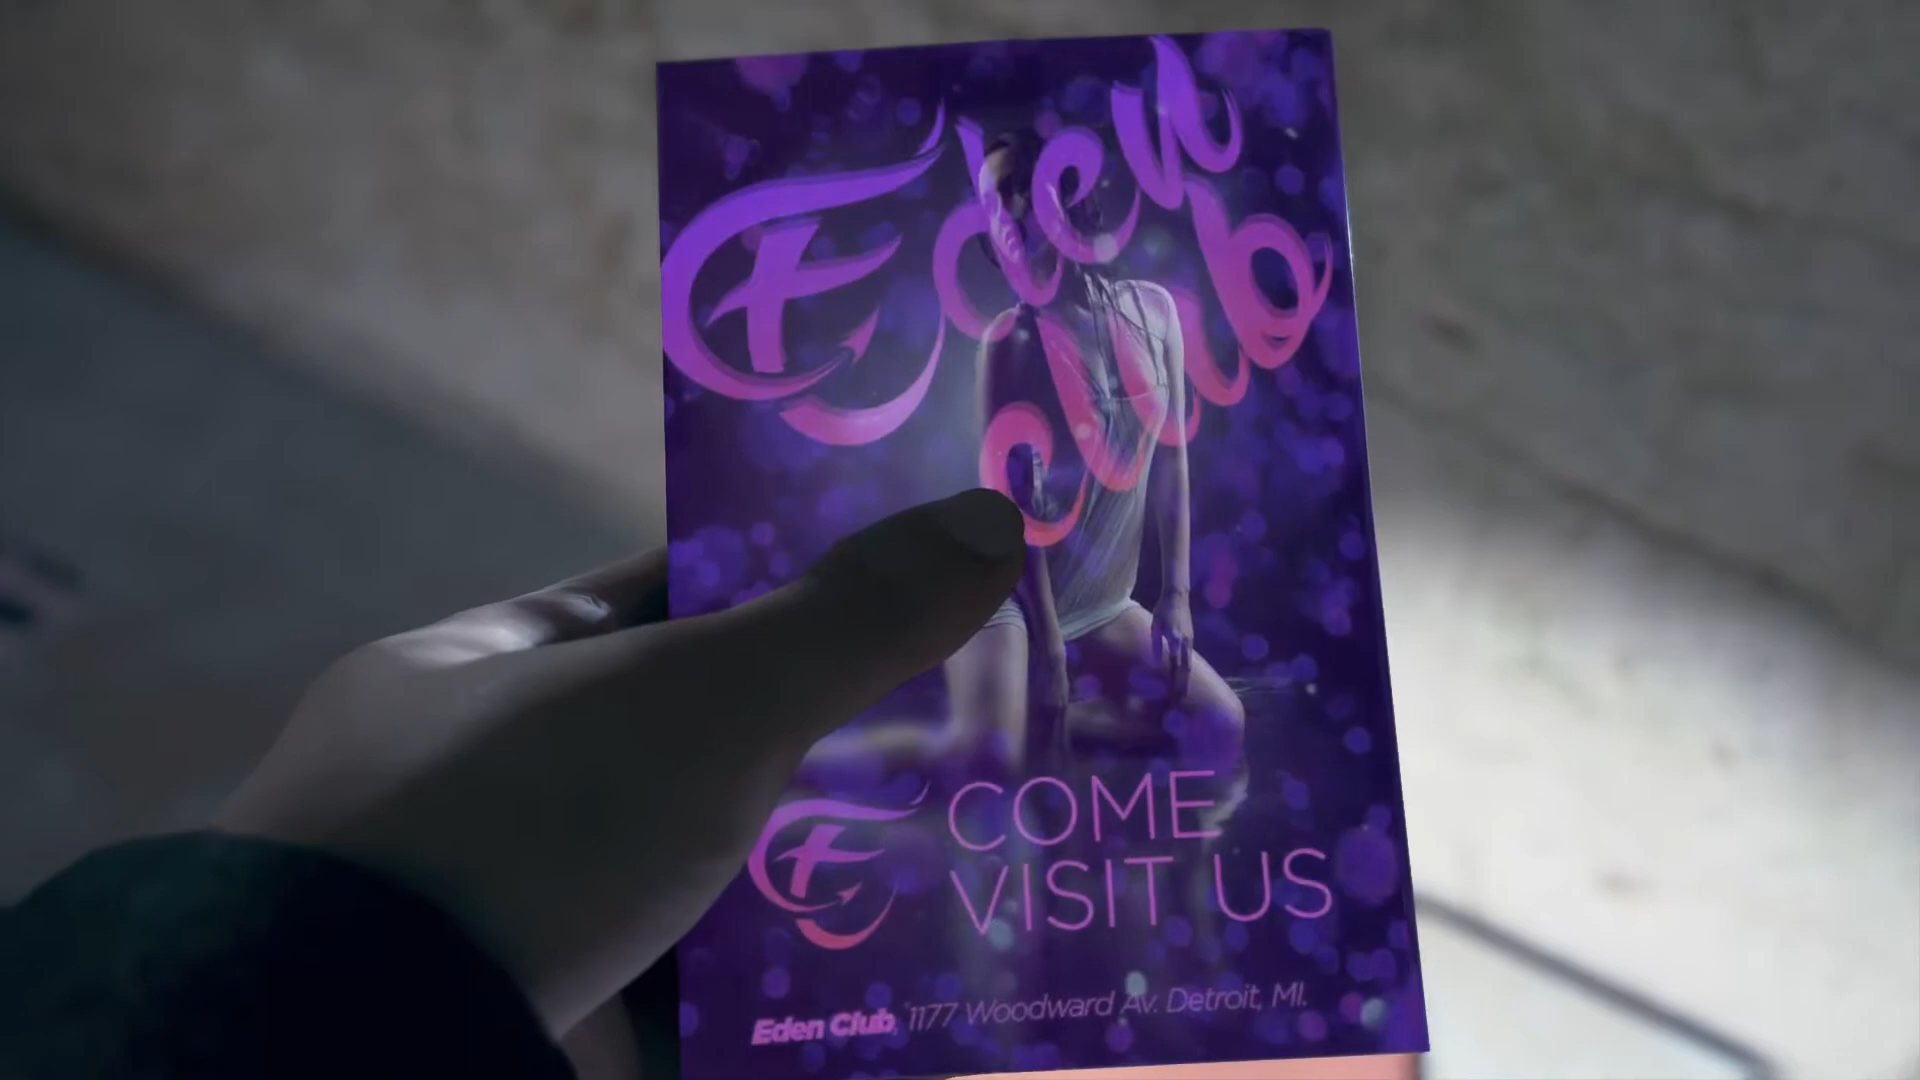 Eden
club
COME
VISIT US
Eden Club, 1177 Woodward Av. Detroit, MI.